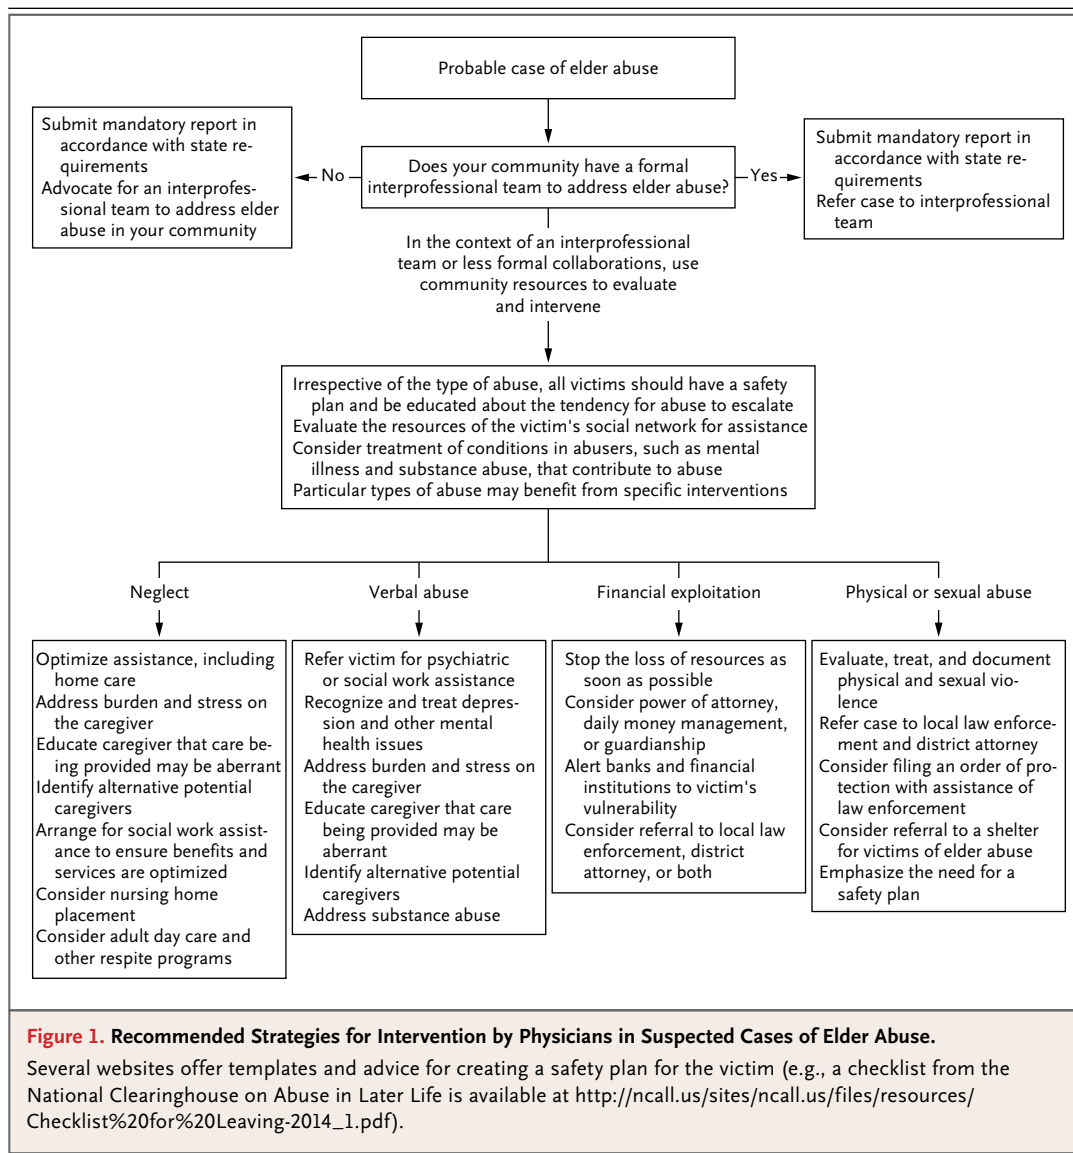 Probable case of elder abuse
Submit mandatory report in
accordance with state re-
quirements
Advocate for an interprofes-
sional team to address elder
abuse in your community
No
Does your community have a formal
interprofessional team to address elder abuse?
Yes
Submit mandatory report in
accordance with state re-
quirements
Refer case to interprofessional
team
In the context of an interprofessional
team or less formal collaborations, use
community resources to evaluate
and intervene
Irrespective of the type of abuse, all victims should have a safety
plan and be educated about the tendency for abuse to escalate
Evaluate the resources of the victim's social network for assistance
Consider treatment of conditions in abusers, such as mental
illness and substance abuse, that contribute to abuse
Particular types of abuse may benefit from specific interventions
Neglect
Optimize assistance, including
home care
Address burden and stress on
the caregiver
Educate caregiver that care be-
ing provided may be aberrant
Identify alternative potential
caregivers
Arrange for social work assist-
ance to ensure benefits and
services are optimized
Consider nursing home
placement
Consider adult day care and
other respite programs
Verbal abuse
Refer victim for psychiatric
or social work assistance
Recognize and treat depres-
sion and other mental
health issues
Address burden and stress on
the caregiver
Educate caregiver that care
being provided may be
aberrant
Identify alternative potential
caregivers
Address substance abuse
Financial exploitation
Stop the loss of resources as
soon as possible
Consider power of attorney,
daily money management,
or guardianship
Alert banks and financial
institutions to victim's
vulnerability
Consider referral to local law
enforcement, district
attorney, or both
Physical or sexual abuse
Evaluate, treat, and document
physical and sexual vio-
lence
Refer case to local law enforce-
ment and district attorney
Consider filing an order of pro-
tection with assistance of
law enforcement
Consider referral to a shelter
for victims of elder abuse
Emphasize the need for a
safety plan
Figure 1. Recommended Strategies for Intervention by Physicians in Suspected Cases of Elder Abuse.
Several websites offer templates and advice for creating a safety plan for the victim (e.g., a checklist from the
National Clearinghouse on Abuse in Later Life is available at http://ncall.us/sites/ncall.us/files/resources/
Checklist%20for%20Leaving-2014_1.pdf).